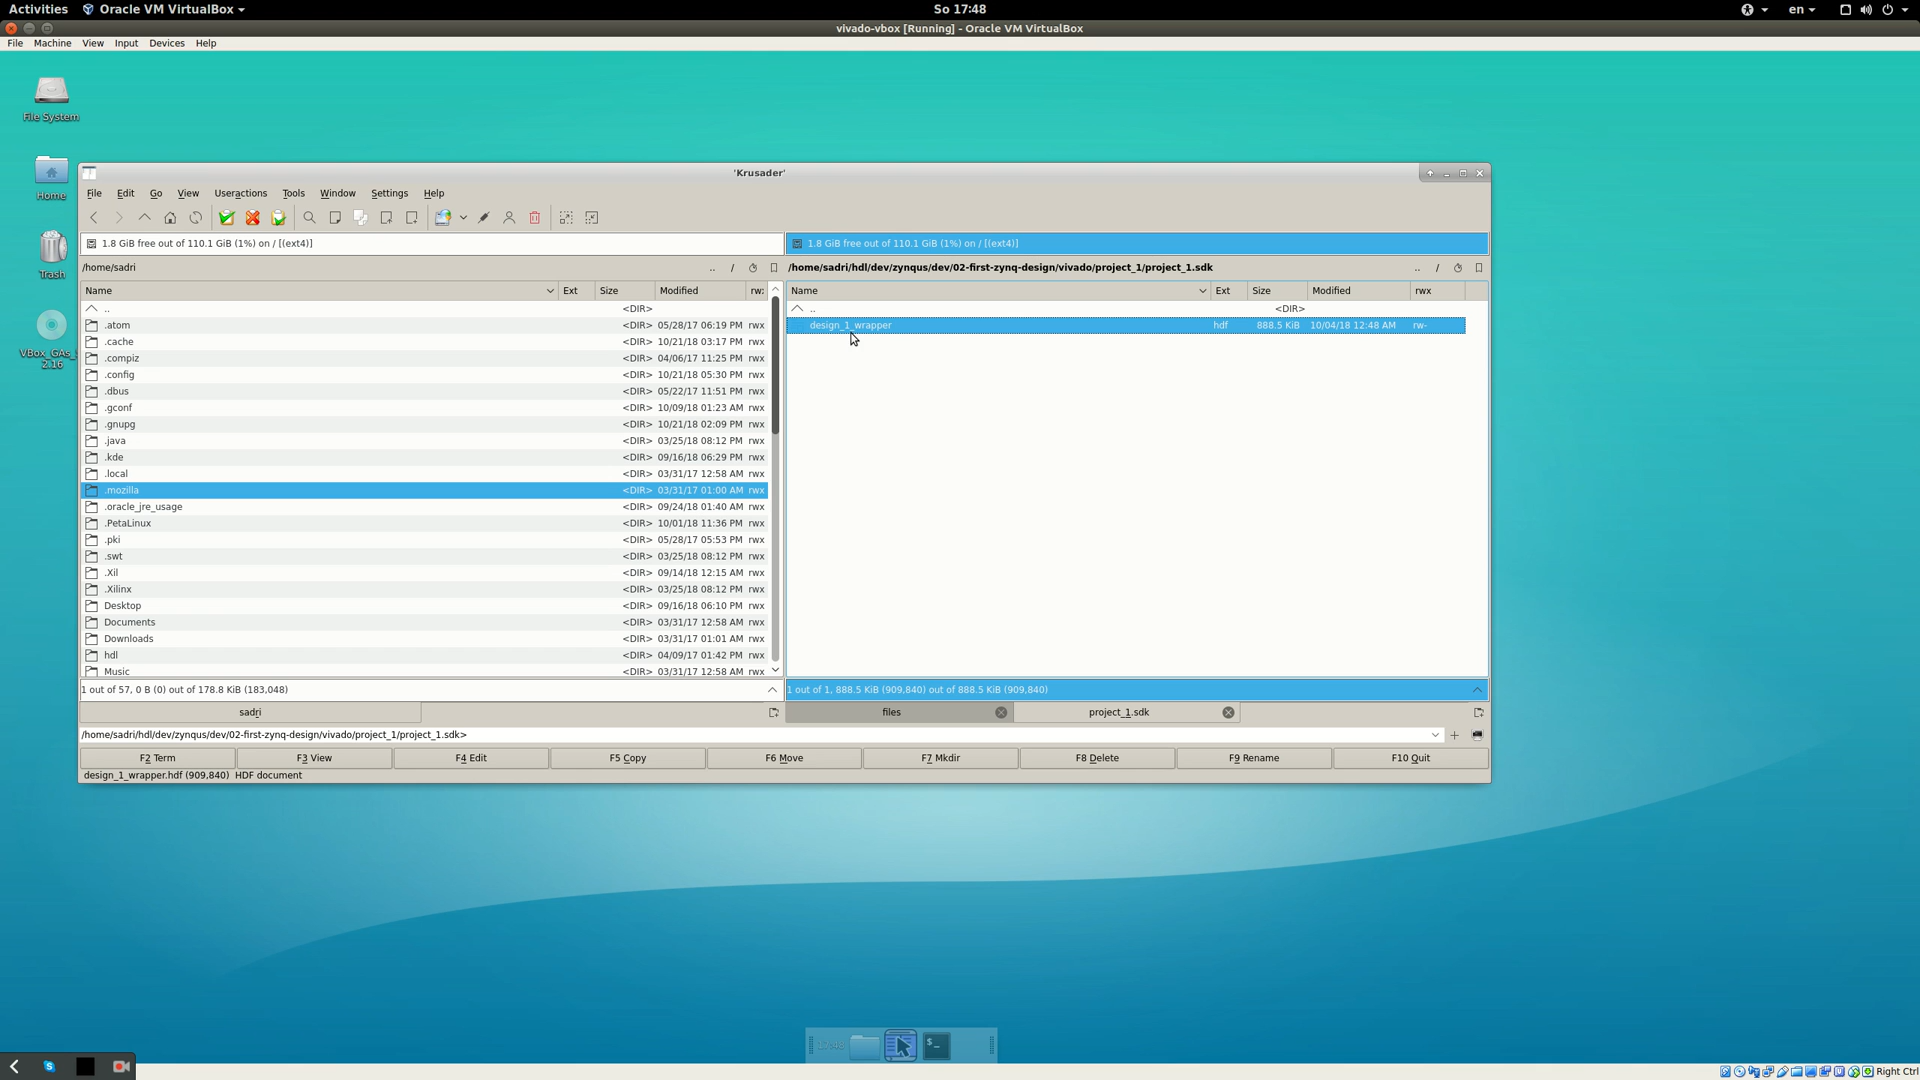 Activities Oracle VM VirtualBox So 17:48 en
vivado-vbox [Running] - Oracle VM VirtualBox
File Machine View Input Devices Help
File System
Home
Trash
VBox_GAs_
2.16
'Krusader'
File Edit Go View Useractions Tools Window Settings Help
1.8 GiB free out of 110.1 GiB (1%) on / [(ext4)]
/home/sadri .. /
Name Ext Size Modified rw:
.. <DIR>
.atom <DIR> 05/28/17 06:19 PM rwx
.cache <DIR> 10/21/18 03:17 PM rwx
.compiz <DIR> 04/06/17 11:25 PM rwx
.config <DIR> 10/21/18 05:30 PM rwx
.dbus <DIR> 05/22/17 11:51 PM rwx
.gconf <DIR> 10/09/18 01:23 AM rwx
.gnupg <DIR> 10/21/18 02:09 PM rwx
.java <DIR> 03/25/18 08:12 PM rwx
.kde <DIR> 09/16/18 06:29 PM rwx
.local <DIR> 03/31/17 12:58 AM rwx
.mozilla <DIR> 03/31/17 01:00 AM rwx
.oracle_jre_usage <DIR> 09/24/18 01:40 AM rwx
.PetaLinux <DIR> 10/01/18 11:36 PM rwx
.pki <DIR> 05/28/17 05:53 PM rwx
.swt <DIR> 03/25/18 08:12 PM rwx
.Xil <DIR> 09/14/18 12:15 AM rwx
.Xilinx <DIR> 03/25/18 08:12 PM rwx
Desktop <DIR> 09/16/18 06:10 PM rwx
Documents <DIR> 03/31/17 12:58 AM rwx
Downloads <DIR> 03/31/17 01:01 AM rwx
hdl <DIR> 04/09/17 01:42 PM rwx
Music <DIR> 03/31/17 12:58 AM rwx
1 out of 57, 0 B (0) out of 178.8 KiB (183,048)
sadri
1.8 GiB free out of 110.1 GiB (1%) on / [(ext4)]
/home/sadri/hdl/dev/zynqus/dev/02-first-zynq-design/vivado/project_1/project_1.sdk .. /
Name Ext Size Modified rwx
.. <DIR>
design_1_wrapper hdf 888.5 KiB 10/04/18 12:48 AM rw-
1 out of 1, 888.5 KiB (909,840) out of 888.5 KiB (909,840)
files project_1.sdk
/home/sadri/hdl/dev/zynqus/dev/02-first-zynq-design/vivado/project_1/project_1.sdk>
F2 Term F3 View F4 Edit F5 Copy F6 Move F7 Mkdir F8 Delete F9 Rename F10 Quit
design_1_wrapper.hdf (909,840) HDF document
17:48
Right Ctrl